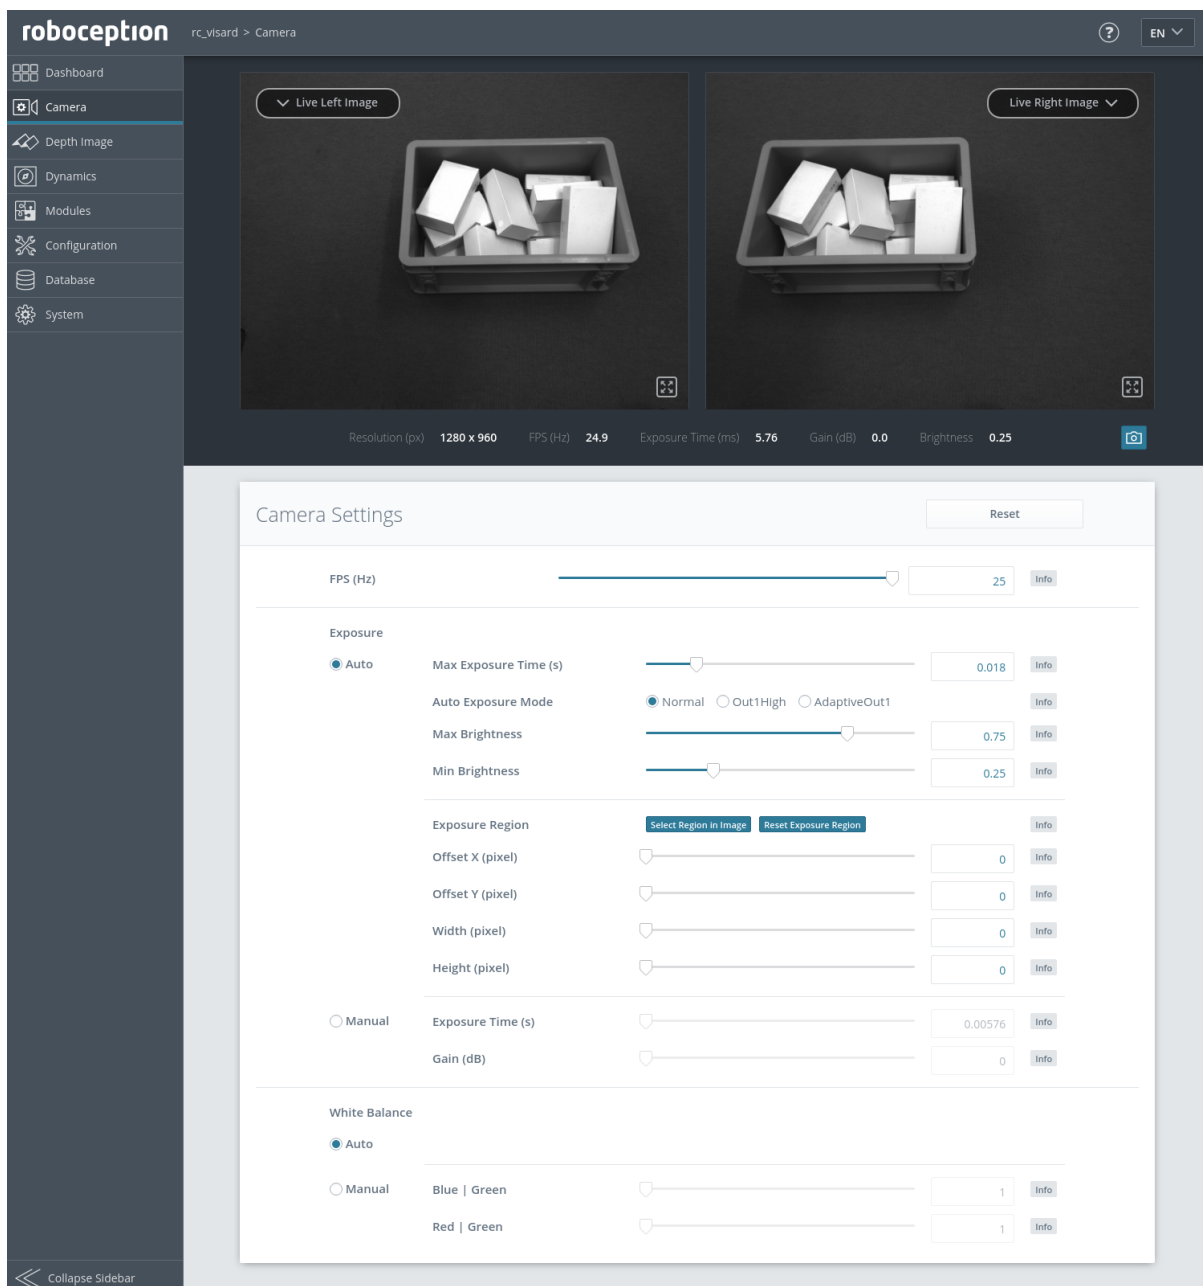 roboception
rc_visard > Camera
?
EN
Dashboard
Camera
Depth Image
Dynamics
Modules
Configuration
Database
System
Live Left Image
Live Right Image
Resolution (px) 1280 x 960 FPS (Hz) 24.9 Exposure Time (ms) 5.76 Gain (dB) 0.0 Brightness 0.25
Camera Settings
Reset
FPS (Hz) 25 Info
Exposure
Auto Max Exposure Time (s) 0.018 Info
Auto Exposure Mode Normal Out1High AdaptiveOut1 Info
Max Brightness 0.75 Info
Min Brightness 0.25 Info
Exposure Region Select Region in Image Reset Exposure Region Info
Offset X (pixel) 0 Info
Offset Y (pixel) 0 Info
Width (pixel) 0 Info
Height (pixel) 0 Info
Manual Exposure Time (s) 0.00576 Info
Gain (dB) 0 Info
White Balance
Auto
Manual Blue | Green 1 Info
Red | Green 1 Info
Collapse Sidebar